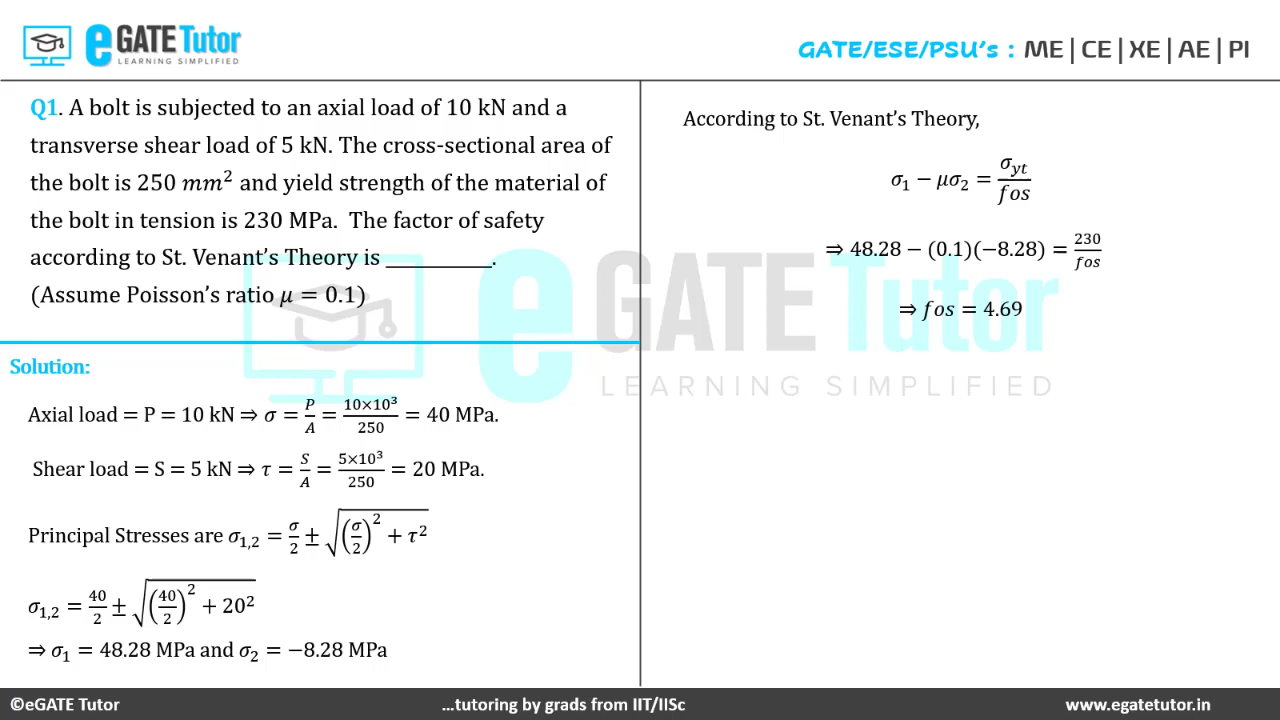 e GATE Tutor
LEARNING SIMPLIFIED
GATE/ESE/PSU's : ME | CE | XE | AE | PI
Q1. A bolt is subjected to an axial load of 10 kN and a
transverse shear load of 5 kN. The cross-sectional area of
the bolt is 250 mm² and yield strength of the material of
the bolt in tension is 230 MPa. The factor of safety
according to St. Venant's Theory is __________.
(Assume Poisson's ratio μ = 0.1)
Solution:
Axial load = P = 10 kN ⇒ σ = P/A = 10×10³/250 = 40 MPa.
Shear load = S = 5 kN ⇒ τ = S/A = 5×10³/250 = 20 MPa.
Principal Stresses are σ₁,₂ = σ/2 ± √((σ/2)² + τ²)
σ₁,₂ = 40/2 ± √((40/2)² + 20²)
⇒ σ₁ = 48.28 MPa and σ₂ = −8.28 MPa
According to St. Venant's Theory,
σ₁ − μσ₂ = σyt/fos
⇒ 48.28 − (0.1)(−8.28) = 230/fos
⇒ fos = 4.69
e GATE Tutor
LEARNING SIMPLIFIED
©eGATE Tutor
...tutoring by grads from IIT/IISc
www.egatetutor.in